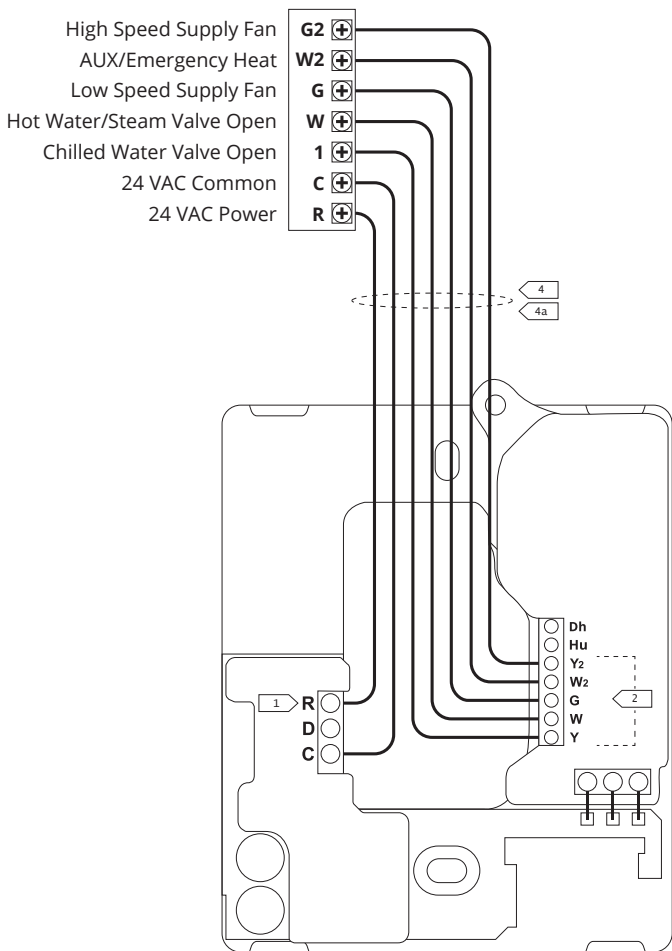 High Speed Supply Fan G2
AUX/Emergency Heat W2
Low Speed Supply Fan G
Hot Water/Steam Valve Open W
Chilled Water Valve Open 1
24 VAC Common C
24 VAC Power R
4
4a
Dh
Hu
Y2
W2
G
W
Y
2
1
R
D
C